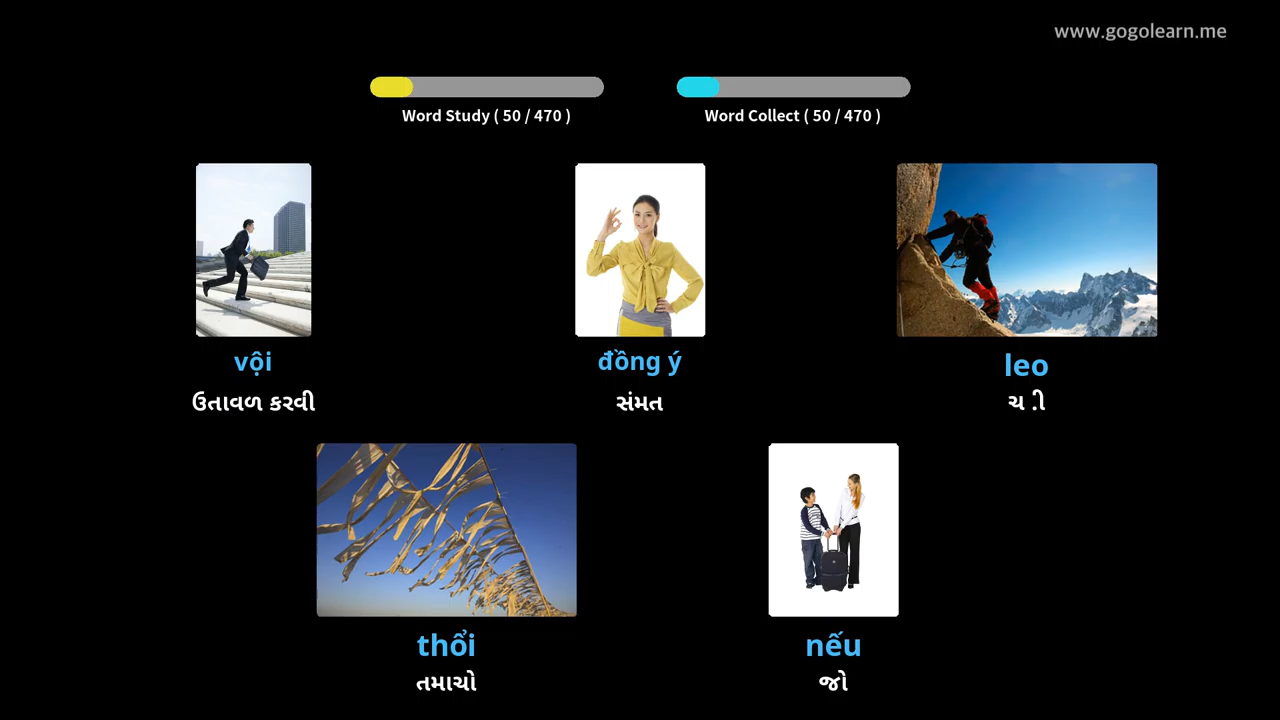 www.gogolearn.me
Word Study ( 50 / 470 )
Word Collect ( 50 / 470 )
vội
đồng ý
leo
ઉતાવળ કરવી
સંમત
thổi
nếu
તમાચો
જો